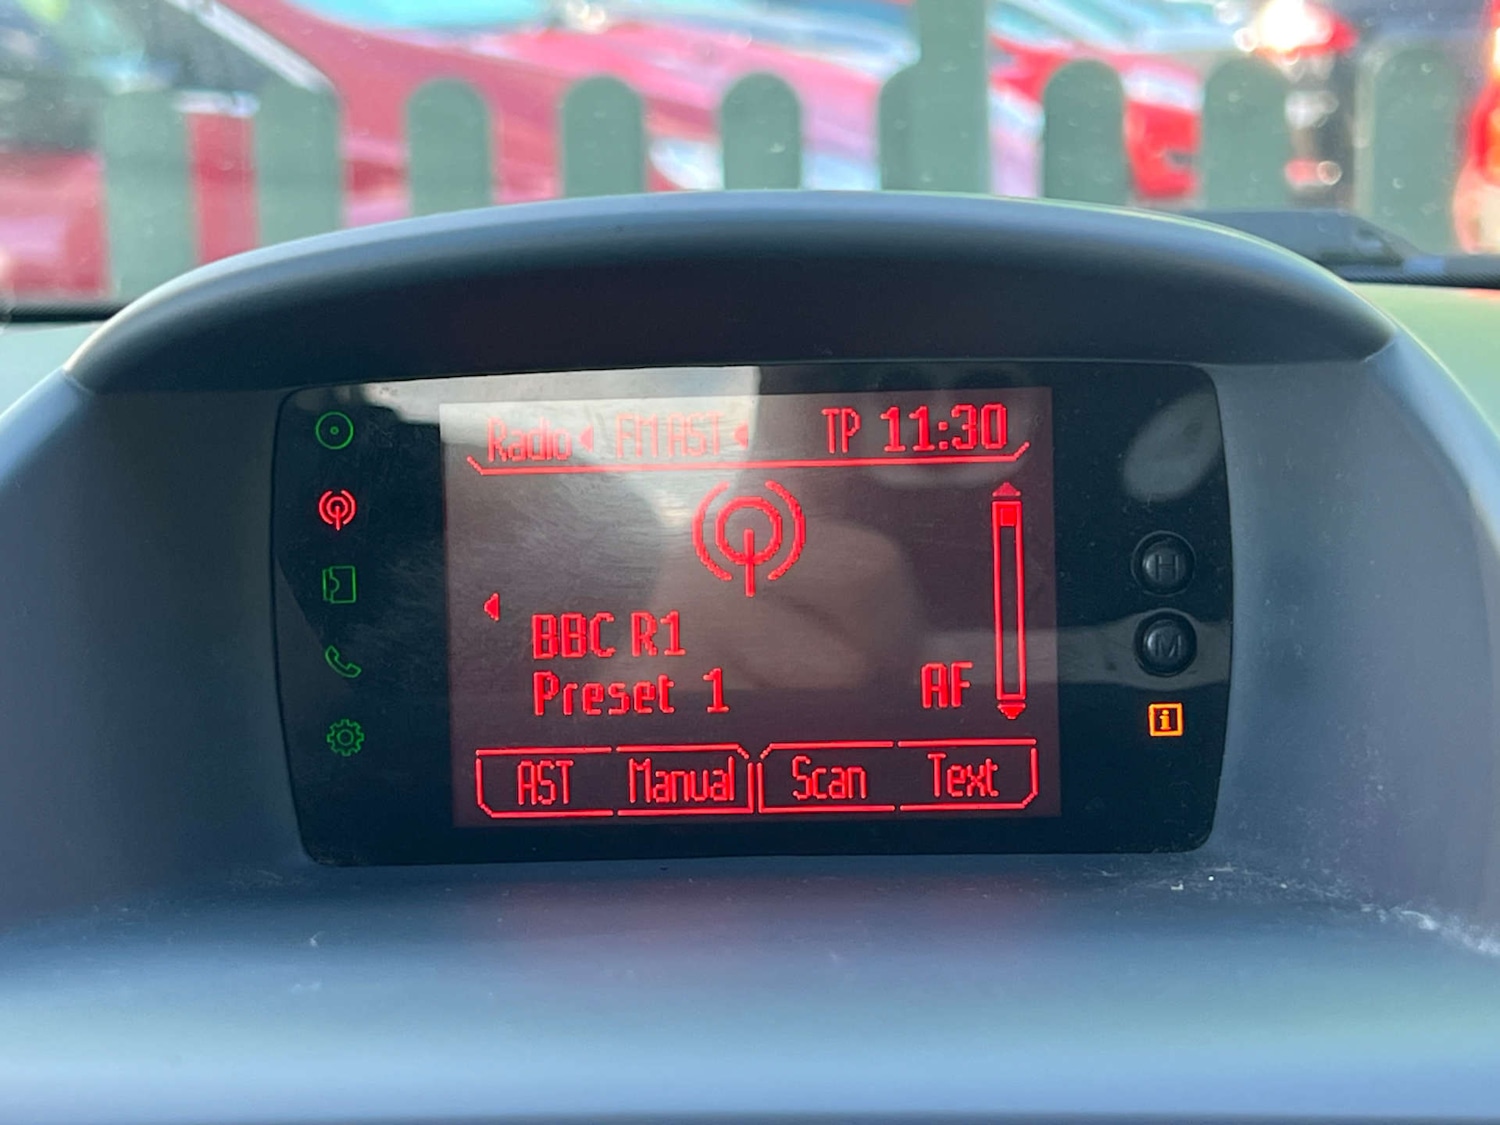 Radio FM AST TP 11:30
H
BBC R1
M
Preset 1 AF
i
AST Manual Scan Text